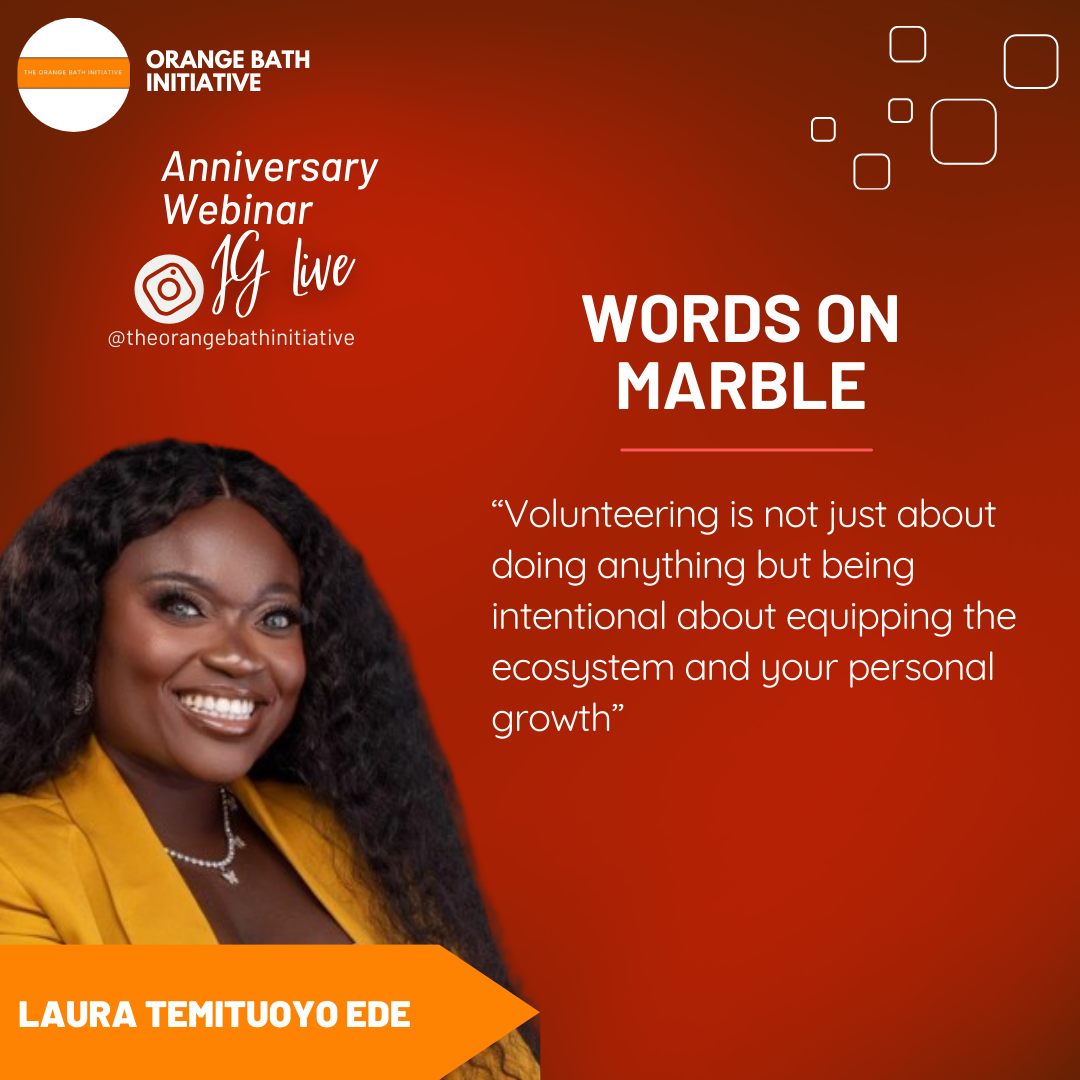 THE ORANGE BATH INITIATIVE
ORANGE BATH
INITIATIVE
Anniversary
Webinar
IG Live
@theorangebathinitiative
WORDS ON
MARBLE
“Volunteering is not just about
doing anything but being
intentional about equipping the
ecosystem and your personal
growth”
LAURA TEMITUOYO EDE